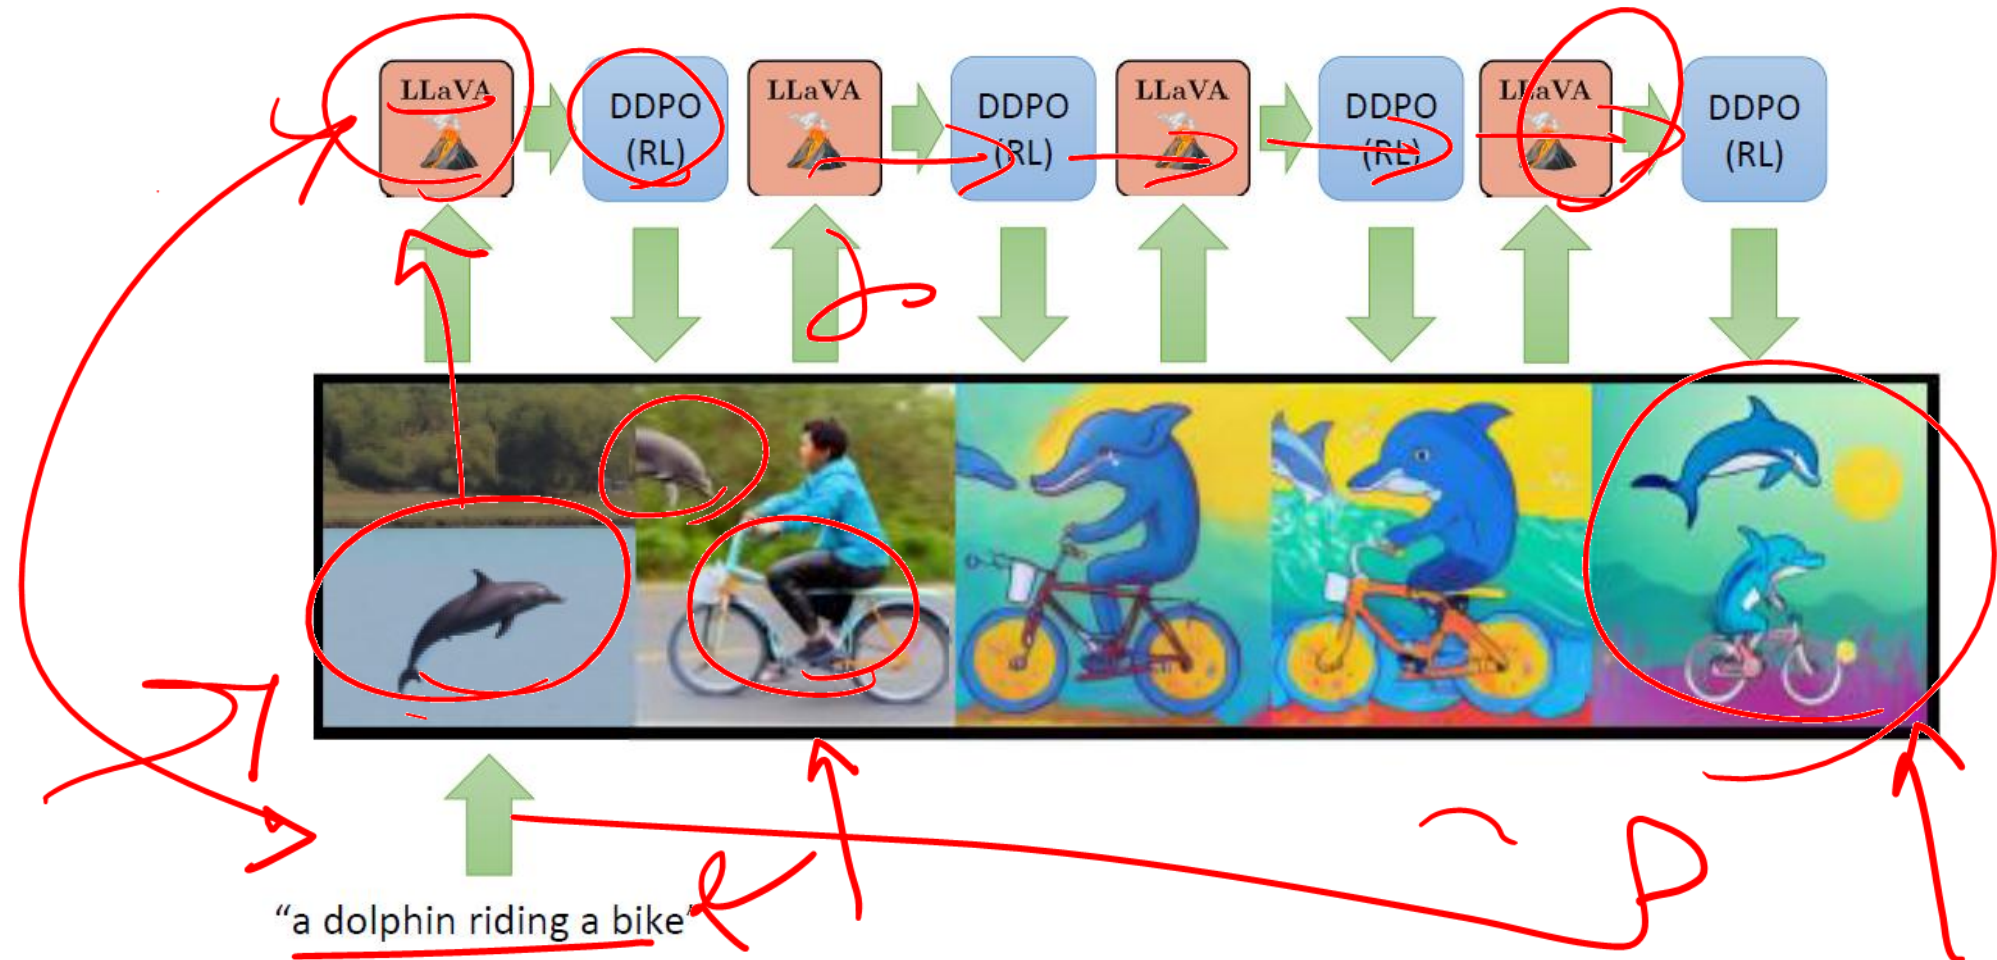 LLaVA
DDPO
(RL)
LLaVA
DDPO
(RL)
LLaVA
DDPO
(RL)
LLaVA
DDPO
(RL)
“a dolphin riding a bike”